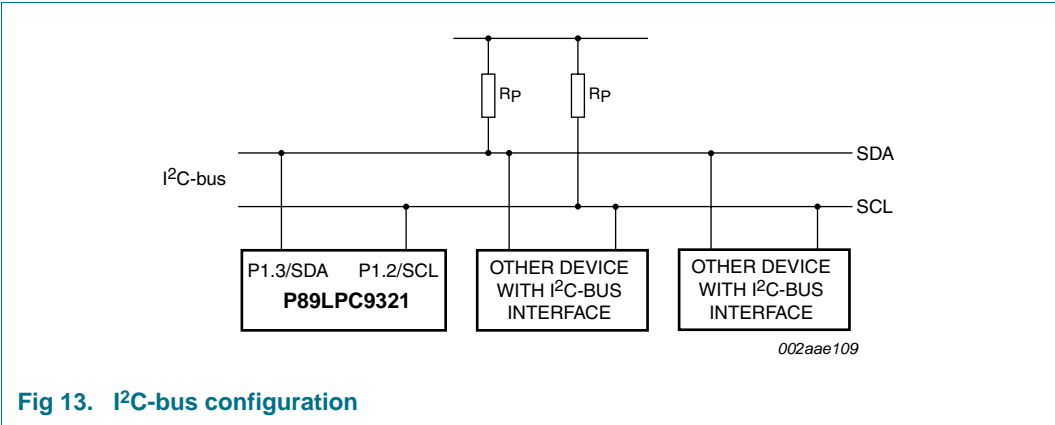 RP RP
SDA
I²C-bus
SCL
P1.3/SDA P1.2/SCL
P89LPC9321
OTHER DEVICE
WITH I²C-BUS
INTERFACE
OTHER DEVICE
WITH I²C-BUS
INTERFACE
002aae109
Fig 13. I²C-bus configuration